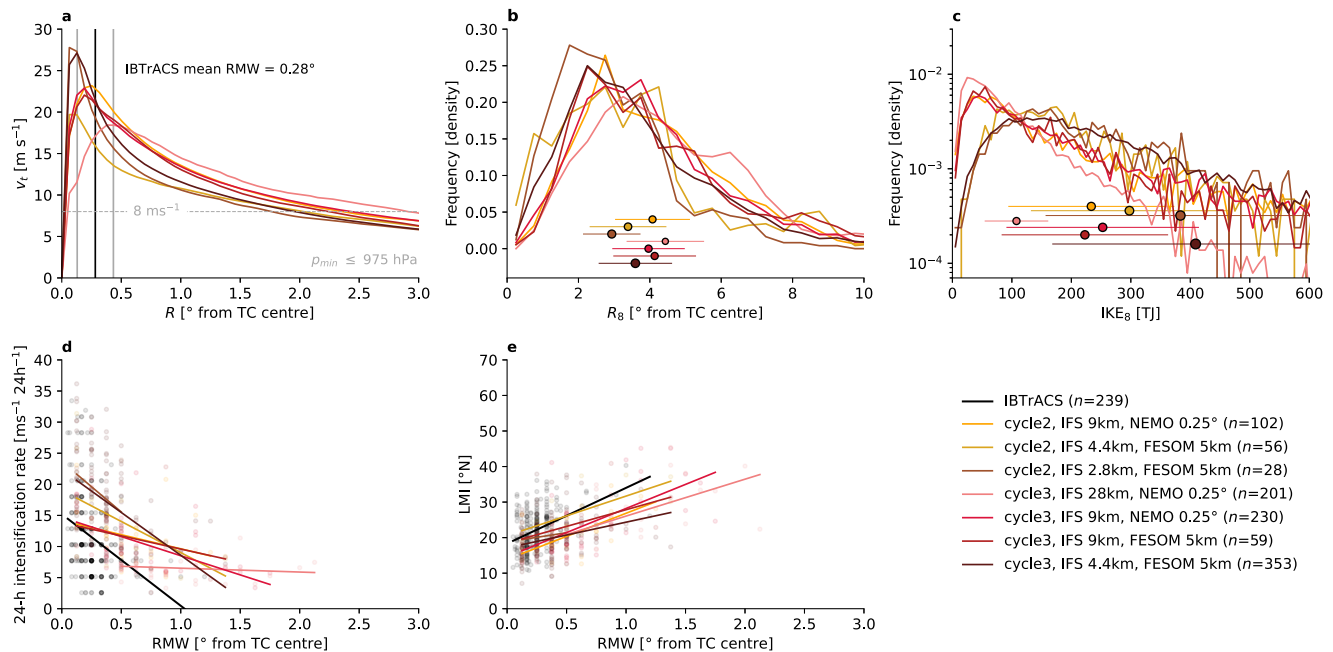 a
30
25
20
15
10
5
0
v_t [m s⁻¹]
IBTrACS mean RMW = 0.28°
8 ms⁻¹
p_min ≤ 975 hPa
0.0 0.5 1.0 1.5 2.0 2.5 3.0
R [° from TC centre]
b
0.30
0.25
0.20
0.15
0.10
0.05
0.00
Frequency [density]
0 2 4 6 8 10
R₈ [° from TC centre]
c
10⁻²
10⁻³
10⁻⁴
Frequency [density]
0 100 200 300 400 500 600
IKE₈ [TJ]
d
40
35
30
25
20
15
10
5
0
24-h intensification rate [ms⁻¹ 24h⁻¹]
0.0 0.5 1.0 1.5 2.0 2.5 3.0
RMW [° from TC centre]
e
70
60
50
40
30
20
10
0
LMI [°N]
0.0 0.5 1.0 1.5 2.0 2.5 3.0
RMW [° from TC centre]
IBTrACS (n=239)
cycle2, IFS 9km, NEMO 0.25° (n=102)
cycle2, IFS 4.4km, FESOM 5km (n=56)
cycle2, IFS 2.8km, FESOM 5km (n=28)
cycle3, IFS 28km, NEMO 0.25° (n=201)
cycle3, IFS 9km, NEMO 0.25° (n=230)
cycle3, IFS 9km, FESOM 5km (n=59)
cycle3, IFS 4.4km, FESOM 5km (n=353)